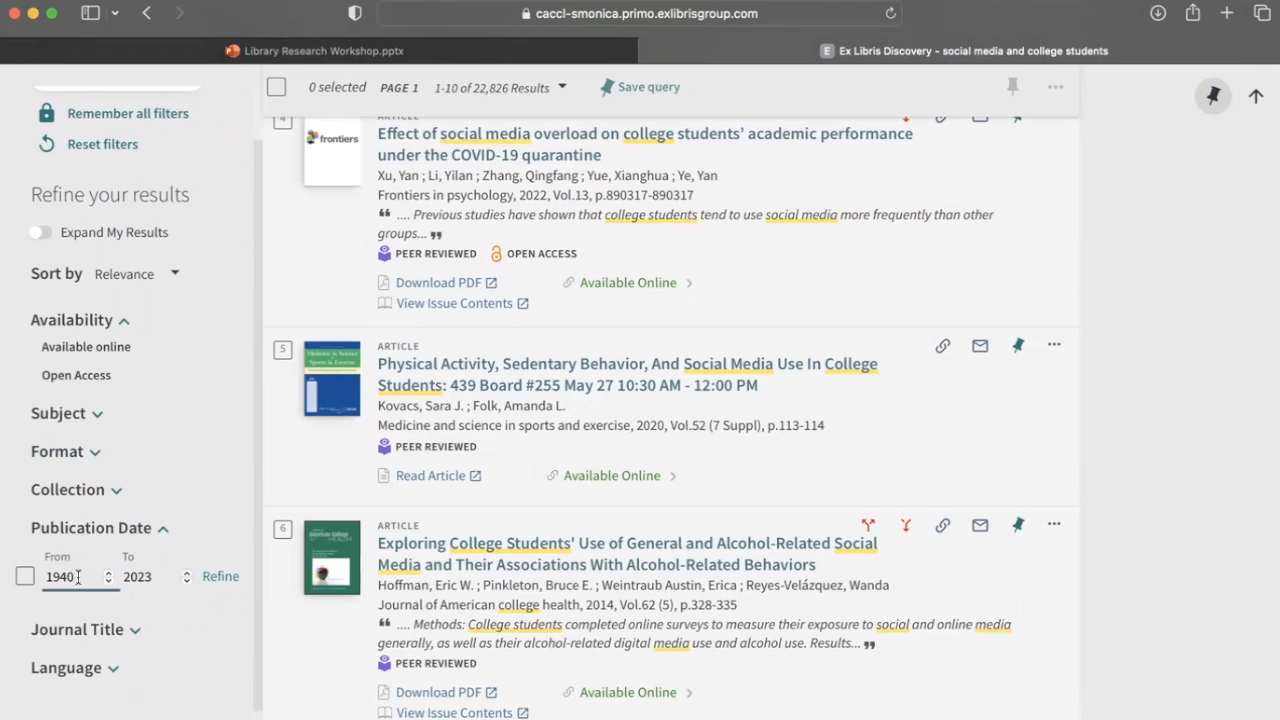 caccl-smonica.primo.exlibrisgroup.com
Library Research Workshop.pptx
Ex Libris Discovery - social media and college students
0 selected PAGE 1 1-10 of 22,826 Results Save query
Remember all filters
Reset filters
Refine your results
Expand My Results
Sort by Relevance
Availability
Available online
Open Access
Subject
Format
Collection
Publication Date
From To
1940 2023 Refine
Journal Title
Language
4 ARTICLE
frontiers
Effect of social media overload on college students' academic performance
under the COVID-19 quarantine
Xu, Yan ; Li, Yilan ; Zhang, Qingfang ; Yue, Xianghua ; Ye, Yan
Frontiers in psychology, 2022, Vol.13, p.890317-890317
❝ .... Previous studies have shown that college students tend to use social media more frequently than other
groups... ❞
PEER REVIEWED OPEN ACCESS
Download PDF Available Online
View Issue Contents
5 ARTICLE
Physical Activity, Sedentary Behavior, And Social Media Use In College
Students: 439 Board #255 May 27 10:30 AM - 12:00 PM
Kovacs, Sara J. ; Folk, Amanda L.
Medicine and science in sports and exercise, 2020, Vol.52 (7 Suppl), p.113-114
PEER REVIEWED
Read Article Available Online
6 ARTICLE
Exploring College Students' Use of General and Alcohol-Related Social
Media and Their Associations With Alcohol-Related Behaviors
Hoffman, Eric W. ; Pinkleton, Bruce E. ; Weintraub Austin, Erica ; Reyes-Velázquez, Wanda
Journal of American college health, 2014, Vol.62 (5), p.328-335
❝ .... Methods: College students completed online surveys to measure their exposure to social and online media
generally, as well as their alcohol-related digital media use and alcohol use. Results... ❞
PEER REVIEWED
Download PDF Available Online
View Issue Contents